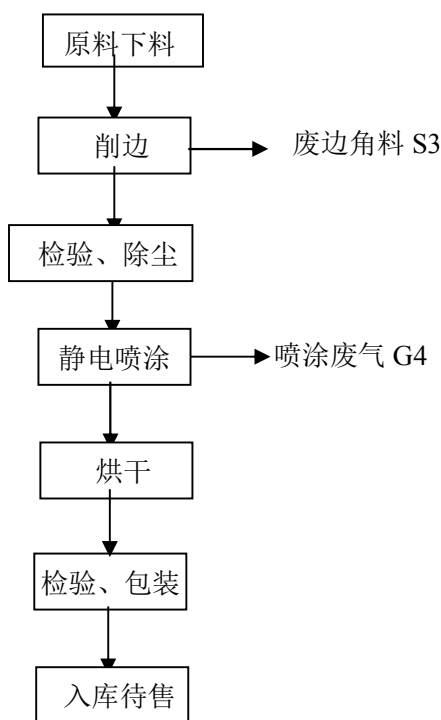 原料下料
削边
废边角料 S3
检验、除尘
静电喷涂
喷涂废气 G4
烘干
检验、包装
入库待售